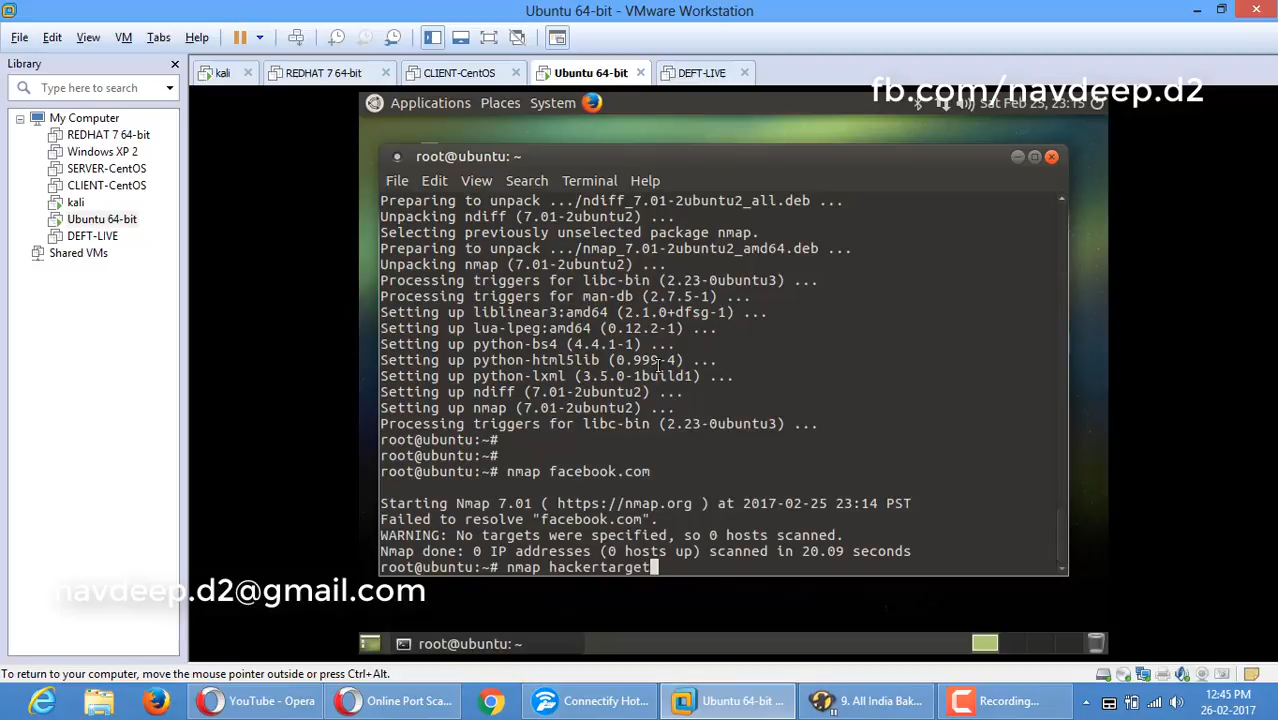 Ubuntu 64-bit - VMware Workstation
File Edit View VM Tabs Help
Library
Type here to search
My Computer
REDHAT 7 64-bit
Windows XP 2
SERVER-CentOS
CLIENT-CentOS
kali
Ubuntu 64-bit
DEFT-LIVE
Shared VMs
kali REDHAT 7 64-bit CLIENT-CentOS Ubuntu 64-bit DEFT-LIVE
fb.com/navdeep.d2
Applications Places System Sat Feb 25, 23:15
root@ubuntu: ~
File Edit View Search Terminal Help
Preparing to unpack .../ndiff_7.01-2ubuntu2_all.deb ...
Unpacking ndiff (7.01-2ubuntu2) ...
Selecting previously unselected package nmap.
Preparing to unpack .../nmap_7.01-2ubuntu2_amd64.deb ...
Unpacking nmap (7.01-2ubuntu2) ...
Processing triggers for libc-bin (2.23-0ubuntu3) ...
Processing triggers for man-db (2.7.5-1) ...
Setting up liblinear3:amd64 (2.1.0+dfsg-1) ...
Setting up lua-lpeg:amd64 (0.12.2-1) ...
Setting up python-bs4 (4.4.1-1) ...
Setting up python-html5lib (0.999-4) ...
Setting up python-lxml (3.5.0-1build1) ...
Setting up ndiff (7.01-2ubuntu2) ...
Setting up nmap (7.01-2ubuntu2) ...
Processing triggers for libc-bin (2.23-0ubuntu3) ...
root@ubuntu:~#
root@ubuntu:~#
root@ubuntu:~# nmap facebook.com
Starting Nmap 7.01 ( https://nmap.org ) at 2017-02-25 23:14 PST
Failed to resolve "facebook.com".
WARNING: No targets were specified, so 0 hosts scanned.
Nmap done: 0 IP addresses (0 hosts up) scanned in 20.09 seconds
root@ubuntu:~# nmap hackertarget
navdeep.d2@gmail.com
root@ubuntu: ~
To return to your computer, move the mouse pointer outside or press Ctrl+Alt.
YouTube - Opera Online Port Sca... Connectify Hot... Ubuntu 64-bit ... 9. All India Bak... Recording...
12:45 PM
26-02-2017